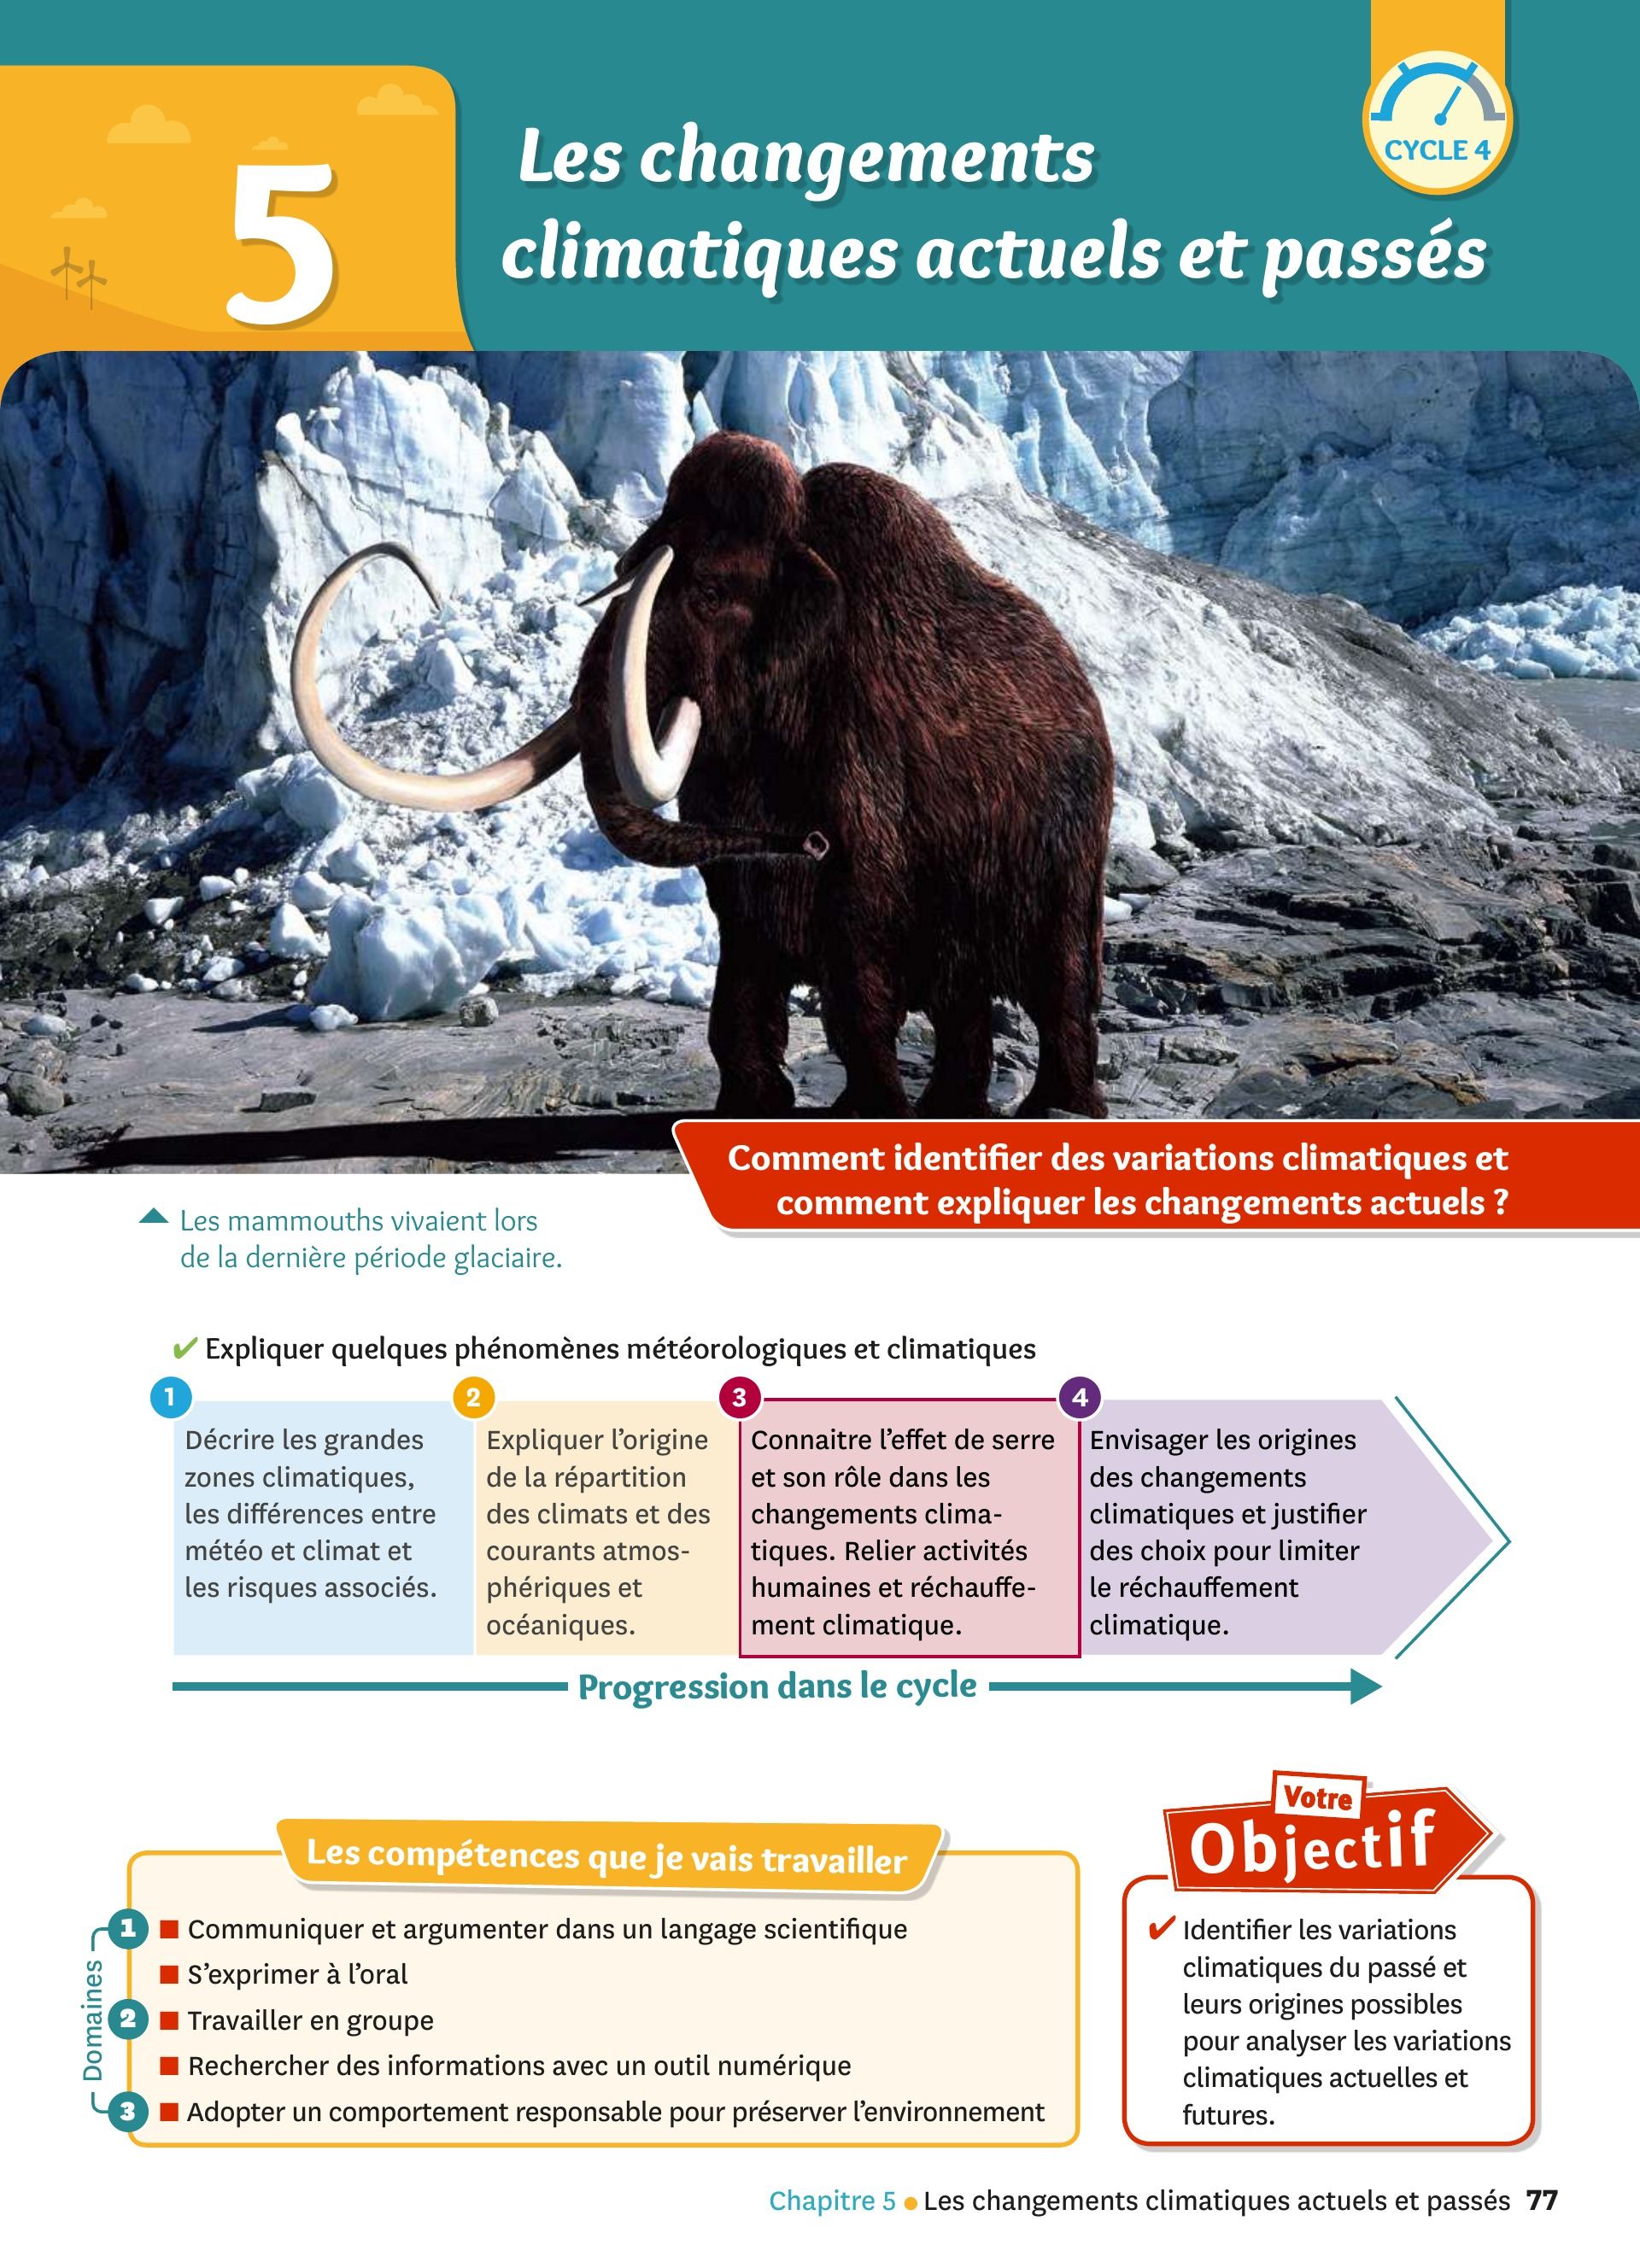 CYCLE 4
5
Les changements
climatiques actuels et passés
Comment identifier des variations climatiques et
comment expliquer les changements actuels ?
Les mammouths vivaient lors
de la dernière période glaciaire.
✔ Expliquer quelques phénomènes météorologiques et climatiques
1
Décrire les grandes
zones climatiques,
les différences entre
météo et climat et
les risques associés.
2
Expliquer l'origine
de la répartition
des climats et des
courants atmos-
phériques et
océaniques.
3
Connaitre l'effet de serre
et son rôle dans les
changements clima-
tiques. Relier activités
humaines et réchauffe-
ment climatique.
4
Envisager les origines
des changements
climatiques et justifier
des choix pour limiter
le réchauffement
climatique.
Progression dans le cycle
Les compétences que je vais travailler
Domaines
1 ■ Communiquer et argumenter dans un langage scientifique
■ S'exprimer à l'oral
2 ■ Travailler en groupe
■ Rechercher des informations avec un outil numérique
3 ■ Adopter un comportement responsable pour préserver l'environnement
Votre
Objectif
✔ Identifier les variations
climatiques du passé et
leurs origines possibles
pour analyser les variations
climatiques actuelles et
futures.
Chapitre 5 ● Les changements climatiques actuels et passés 77